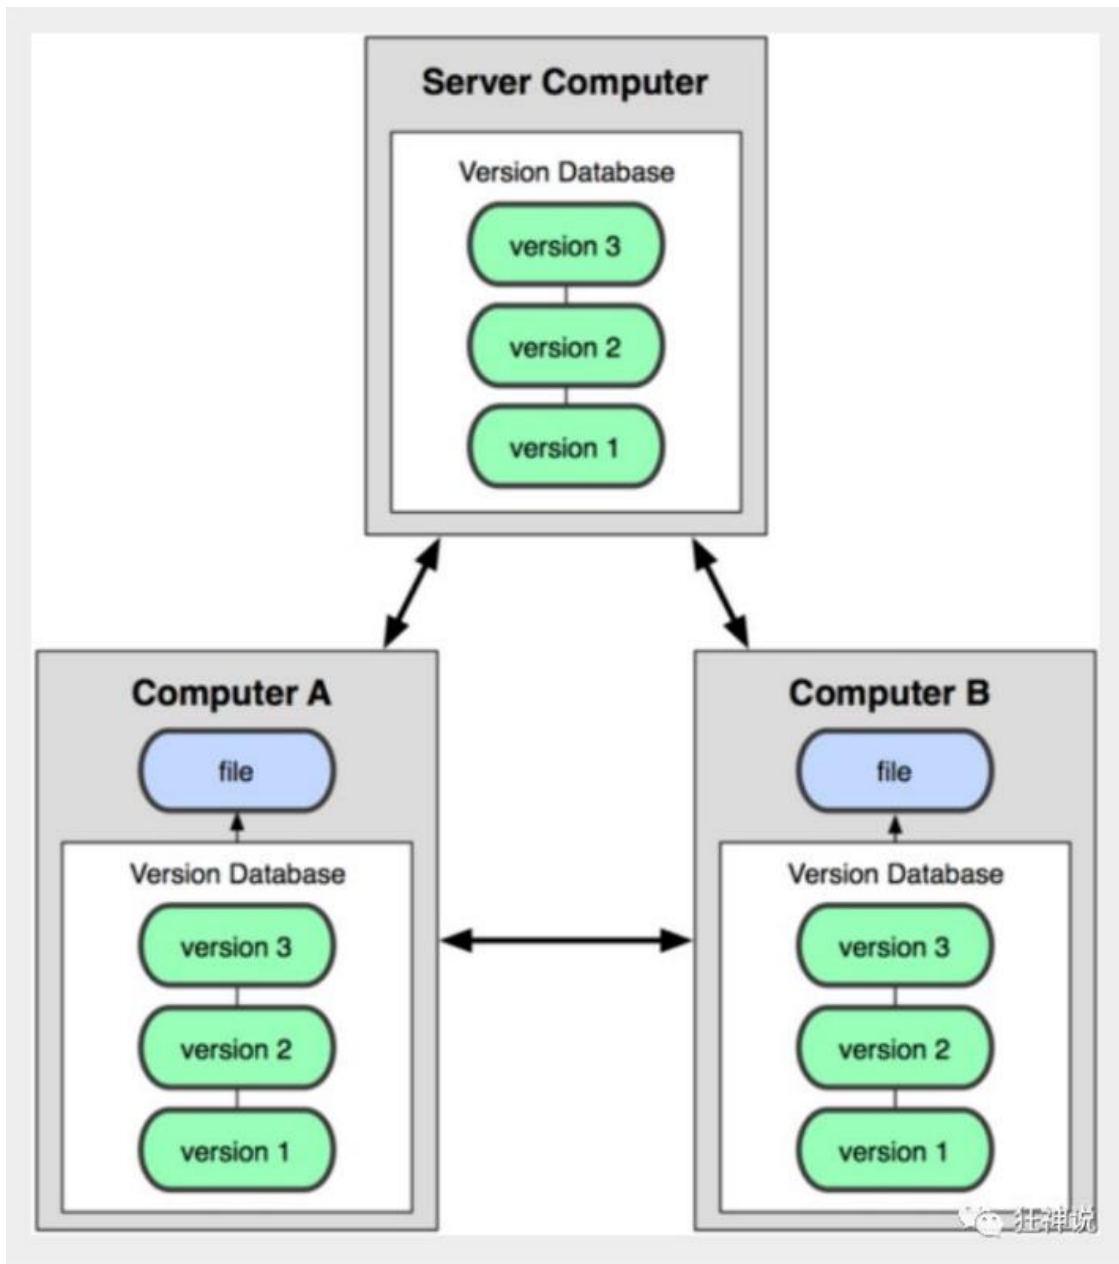 Server Computer
Version Database
version 3
version 2
version 1
Computer A
file
Version Database
version 3
version 2
version 1
Computer B
file
Version Database
version 3
version 2
version 1
狂神说